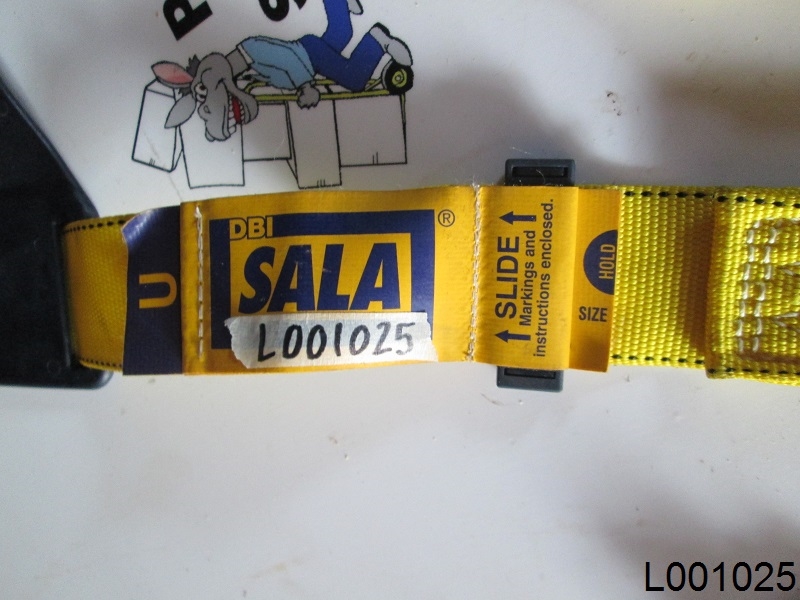 P
S
DBI
SALA
®
L001025
U
↑ SLIDE ↑
Markings and
instructions enclosed.
HOLD
SIZE
L001025